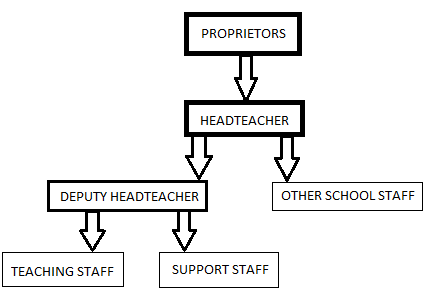 PROPRIETORS
HEADTEACHER
DEPUTY HEADTEACHER
OTHER SCHOOL STAFF
TEACHING STAFF
SUPPORT STAFF